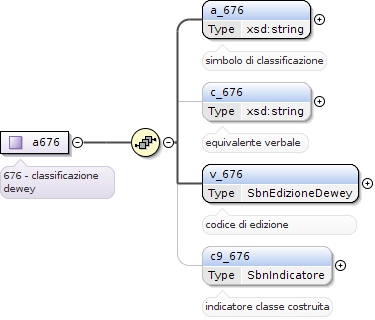 a_676
Type xsd:string
simbolo di classificazione
c_676
Type xsd:string
equivalente verbale
a676
676 - classificazione
dewey
v_676
Type SbnEdizioneDewey
codice di edizione
c9_676
Type SbnIndicatore
indicatore classe costruita